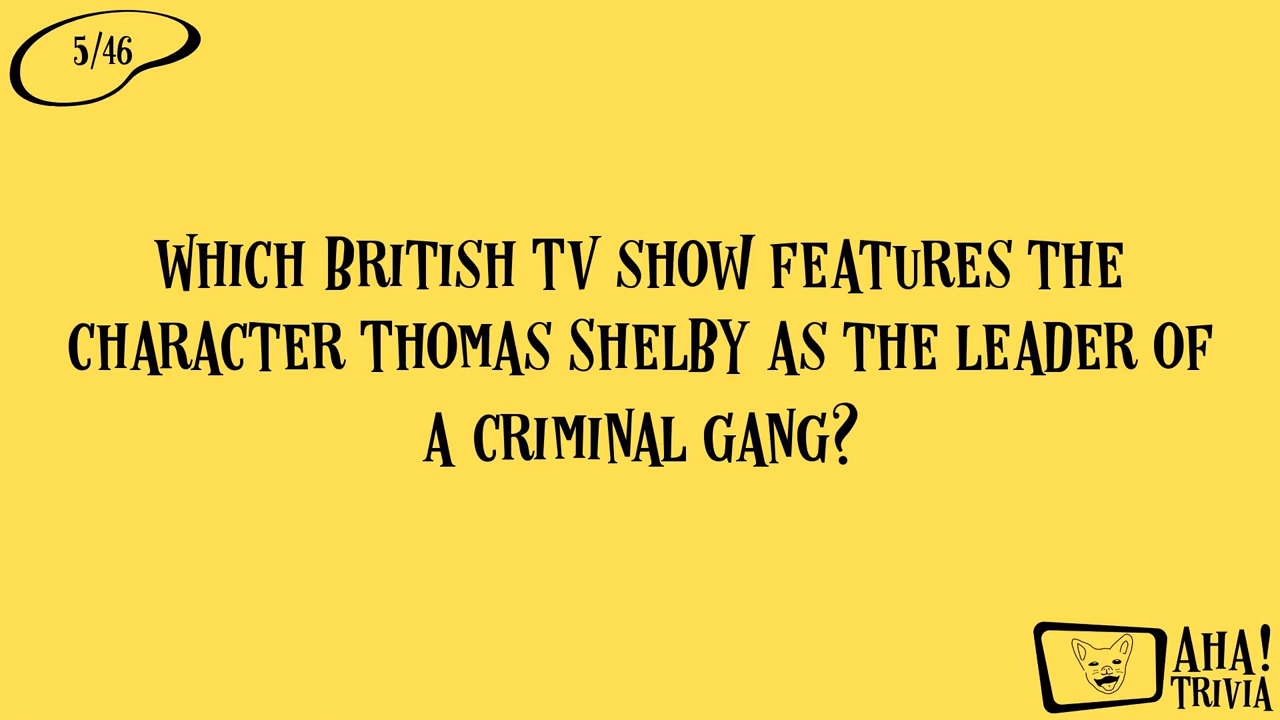 5/46
WHICH BRITISH TV SHOW FEATURES THE
CHARACTER THOMAS SHELBY AS THE LEADER OF
A CRIMINAL GANG?
AHA!
TRIVIA